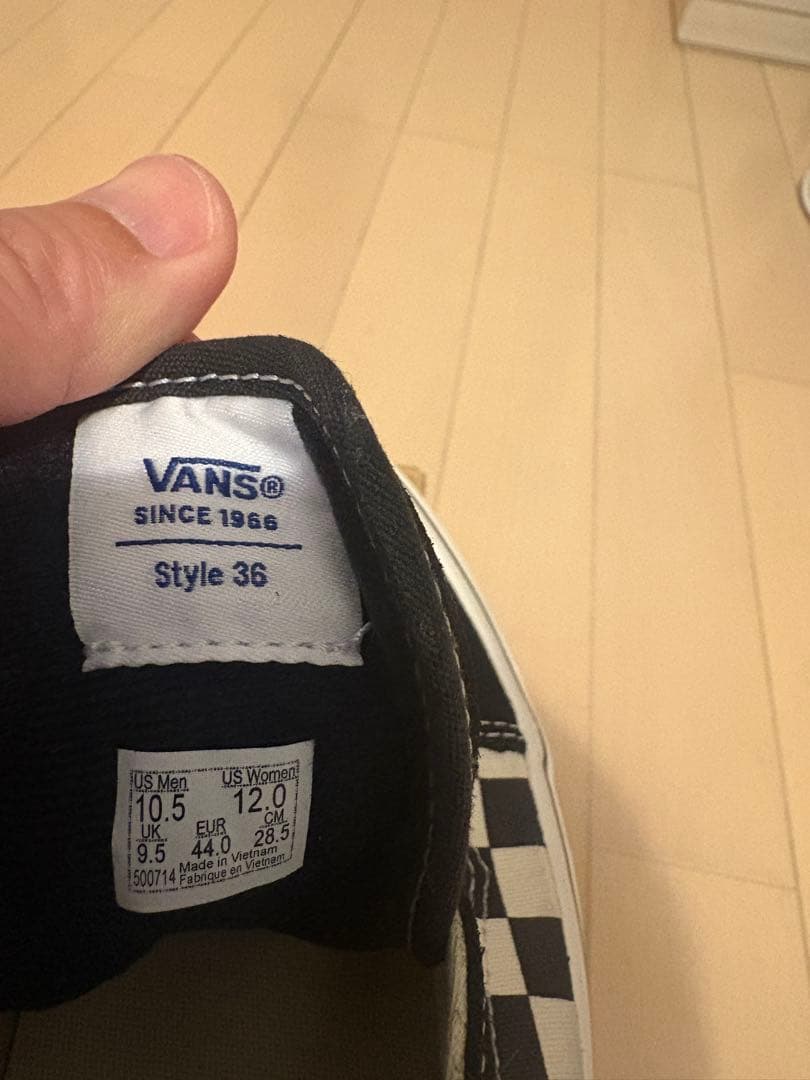 VANS®
SINCE 1966
Style 36
US Men US Women
10.5 12.0
UK EUR CM
9.5 44.0 28.5
Made in Vietnam
500714 Fabrique en Vietnam